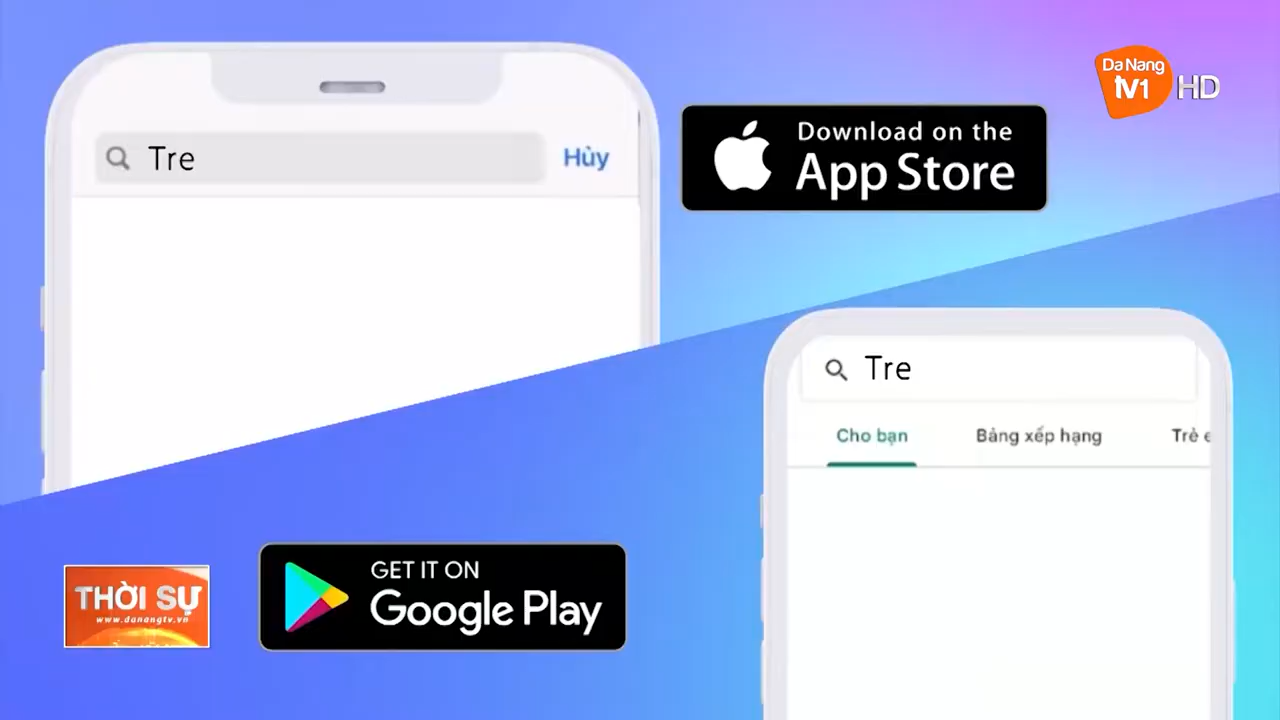 Da Nang
tv1 HD
Tre
Hủy
Download on the
App Store
Tre
Cho bạn
Bảng xếp hạng
Trẻ e
GET IT ON
Google Play
THỜI SỰ
www.danangtv.vn